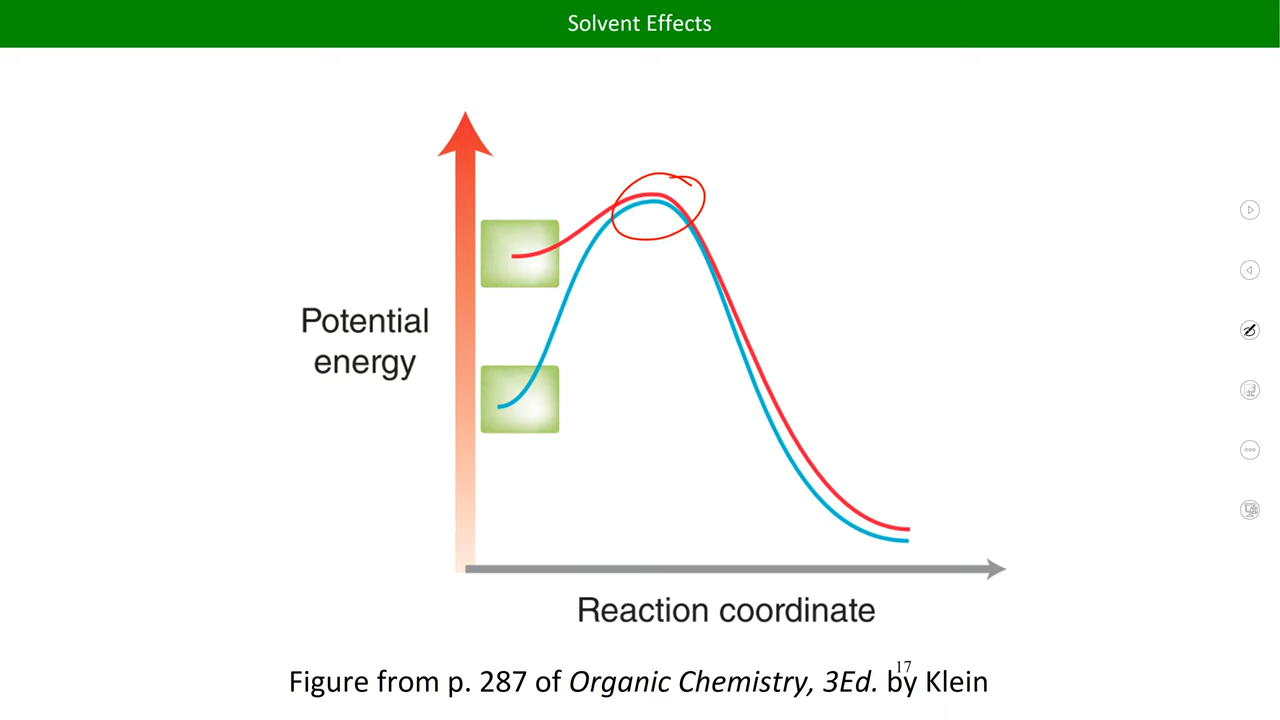 Solvent Effects
Potential
energy
Reaction coordinate
17
Figure from p. 287 of Organic Chemistry, 3Ed. by Klein